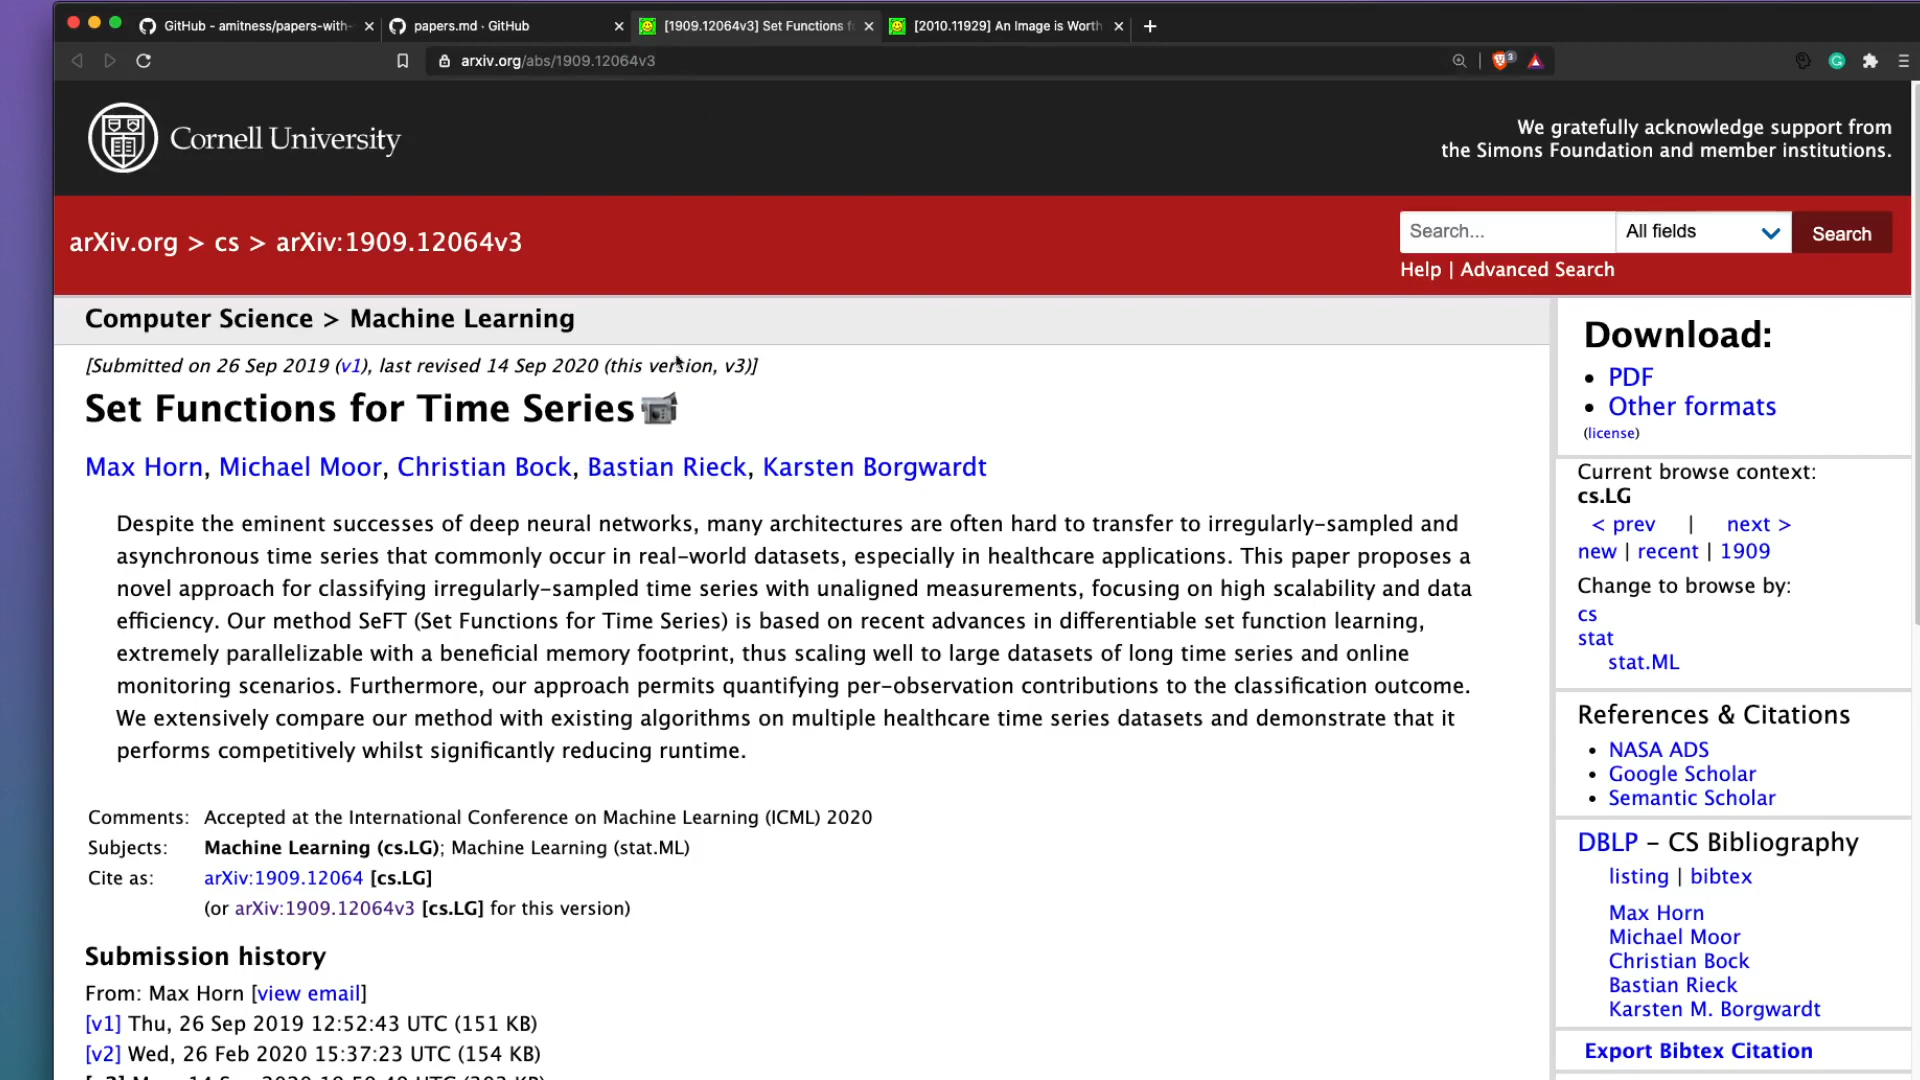 GitHub - amitness/papers-with-
papers.md · GitHub
[1909.12064v3] Set Functions f
[2010.11929] An Image is Worth
arxiv.org/abs/1909.12064v3
3
Cornell University
We gratefully acknowledge support from
the Simons Foundation and member institutions.
arXiv.org > cs > arXiv:1909.12064v3
Search...
All fields
Search
Help | Advanced Search
Computer Science > Machine Learning
[Submitted on 26 Sep 2019 (v1), last revised 14 Sep 2020 (this version, v3)]
Set Functions for Time Series
Max Horn, Michael Moor, Christian Bock, Bastian Rieck, Karsten Borgwardt
Despite the eminent successes of deep neural networks, many architectures are often hard to transfer to irregularly-sampled and
asynchronous time series that commonly occur in real-world datasets, especially in healthcare applications. This paper proposes a
novel approach for classifying irregularly-sampled time series with unaligned measurements, focusing on high scalability and data
efficiency. Our method SeFT (Set Functions for Time Series) is based on recent advances in differentiable set function learning,
extremely parallelizable with a beneficial memory footprint, thus scaling well to large datasets of long time series and online
monitoring scenarios. Furthermore, our approach permits quantifying per-observation contributions to the classification outcome.
We extensively compare our method with existing algorithms on multiple healthcare time series datasets and demonstrate that it
performs competitively whilst significantly reducing runtime.
Comments: Accepted at the International Conference on Machine Learning (ICML) 2020
Subjects: Machine Learning (cs.LG); Machine Learning (stat.ML)
Cite as: arXiv:1909.12064 [cs.LG]
(or arXiv:1909.12064v3 [cs.LG] for this version)
Submission history
From: Max Horn [view email]
[v1] Thu, 26 Sep 2019 12:52:43 UTC (151 KB)
[v2] Wed, 26 Feb 2020 15:37:23 UTC (154 KB)
Download:
PDF
Other formats
(license)
Current browse context:
cs.LG
< prev | next >
new | recent | 1909
Change to browse by:
cs
stat
stat.ML
References & Citations
NASA ADS
Google Scholar
Semantic Scholar
DBLP - CS Bibliography
listing | bibtex
Max Horn
Michael Moor
Christian Bock
Bastian Rieck
Karsten M. Borgwardt
Export Bibtex Citation